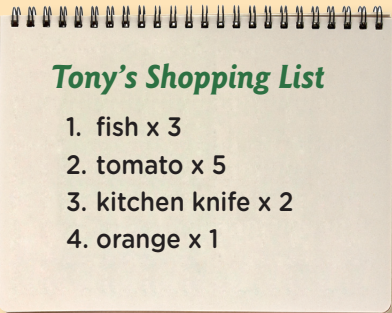 Tony's Shopping List
1. fish x 3
2. tomato x 5
3. kitchen knife x 2
4. orange x 1